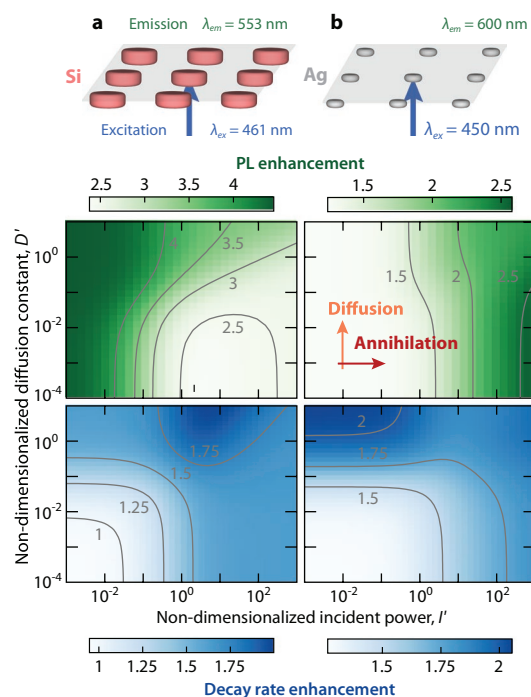 a
b
λem = 553 nm
λem = 600 nm
Si
Ag
Excitation
Emission
λex = 461 nm
λex = 450 nm
PL enhancement
2.5 3 3.5 4
1.5 2 2.5
Non-dimensionalized diffusion constant, D′
10^0
10^-2
10^-4
4
3.5
3
2.5
1.5
2
Diffusion
Annihilation
10^0
10^-2
10^-4
1.75
1.5
1.25
1
2
1.75
1.5
10^-2 10^0 10^2
10^-2 10^0 10^2
Non-dimensionalized incident power, I′
1 1.25 1.5 1.75
1.5 1.75 2
Decay rate enhancement